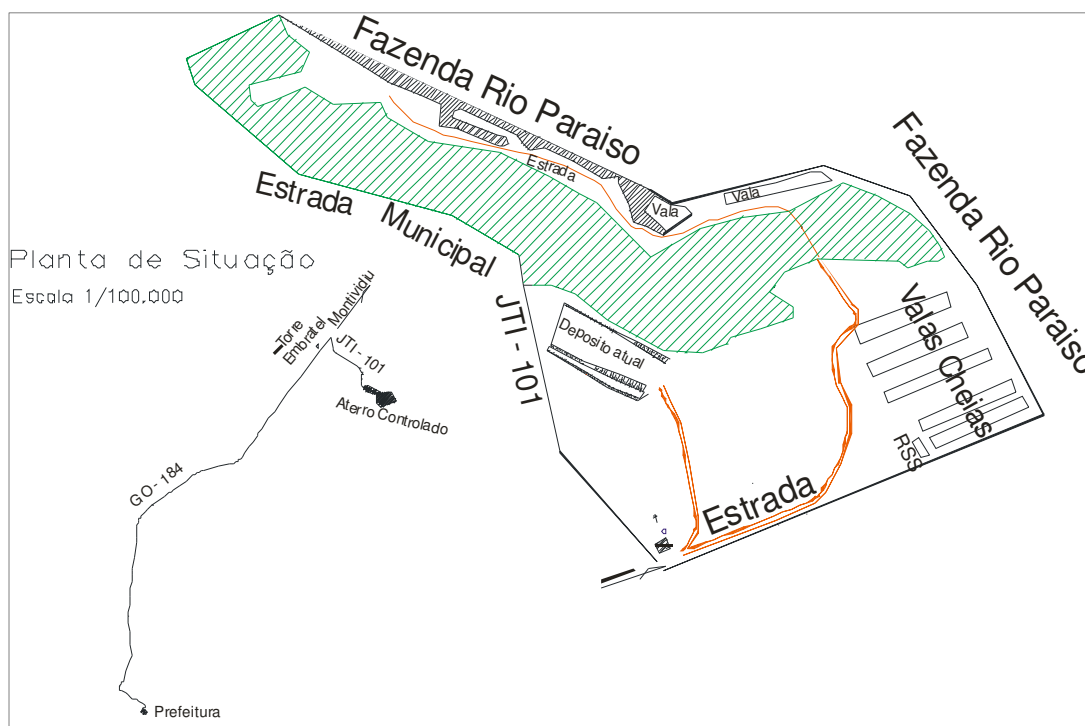 Fazenda Rio Paraiso
Fazenda Rio Paraiso
Estrada
Vala
Vala
Estrada Municipal JTI - 101
Planta de Situação
Escala 1/100.000
Montividiu
Torre
Embratel
JTI - 101
Aterro Controlado
GO - 184
Prefeitura
Deposito atual
Valas Cheias
RSS
Estrada